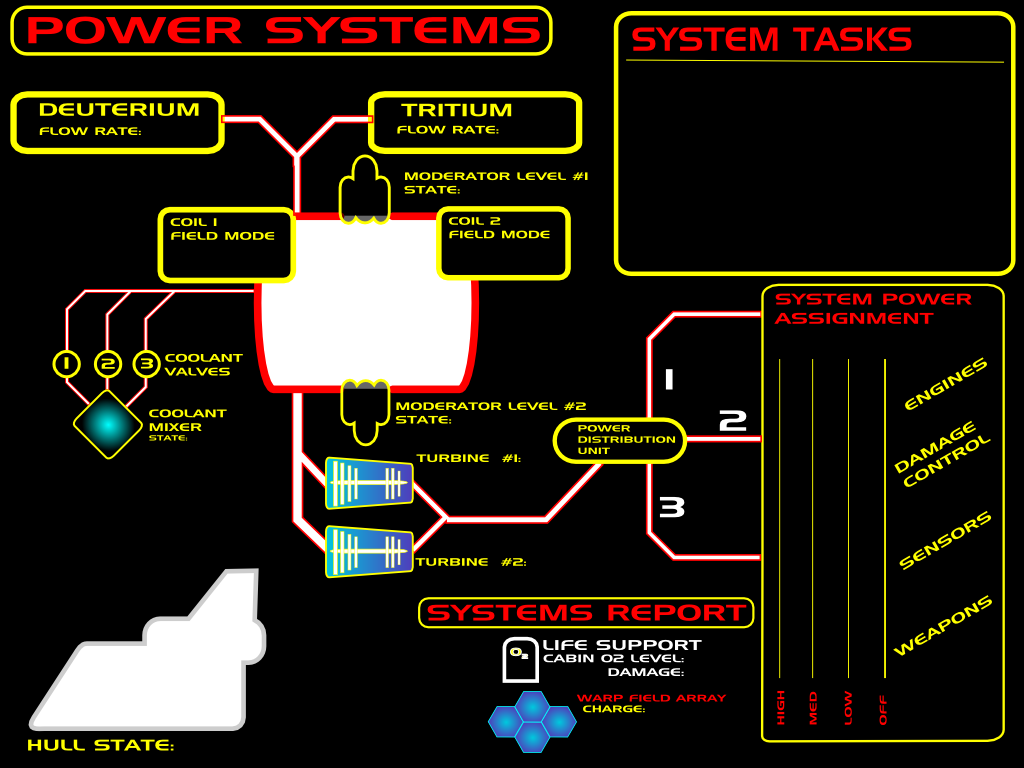 POWER SYSTEMS
SYSTEM TASKS
DEUTERIUM
FLOW RATE:
TRITIUM
FLOW RATE:
MODERATOR LEVEL #1
STATE:
COIL 1
FIELD MODE
COIL 2
FIELD MODE
SYSTEM POWER
ASSIGNMENT
1
2
3
COOLANT
VALVES
COOLANT
MIXER
STATE:
MODERATOR LEVEL #2
STATE:
1
2
3
POWER
DISTRIBUTION
UNIT
TURBINE #1:
TURBINE #2:
ENGINES
DAMAGE
CONTROL
SENSORS
WEAPONS
HIGH
MED
LOW
OFF
SYSTEMS REPORT
O2
LIFE SUPPORT
CABIN O2 LEVEL:
DAMAGE:
WARP FIELD ARRAY
CHARGE:
HULL STATE: